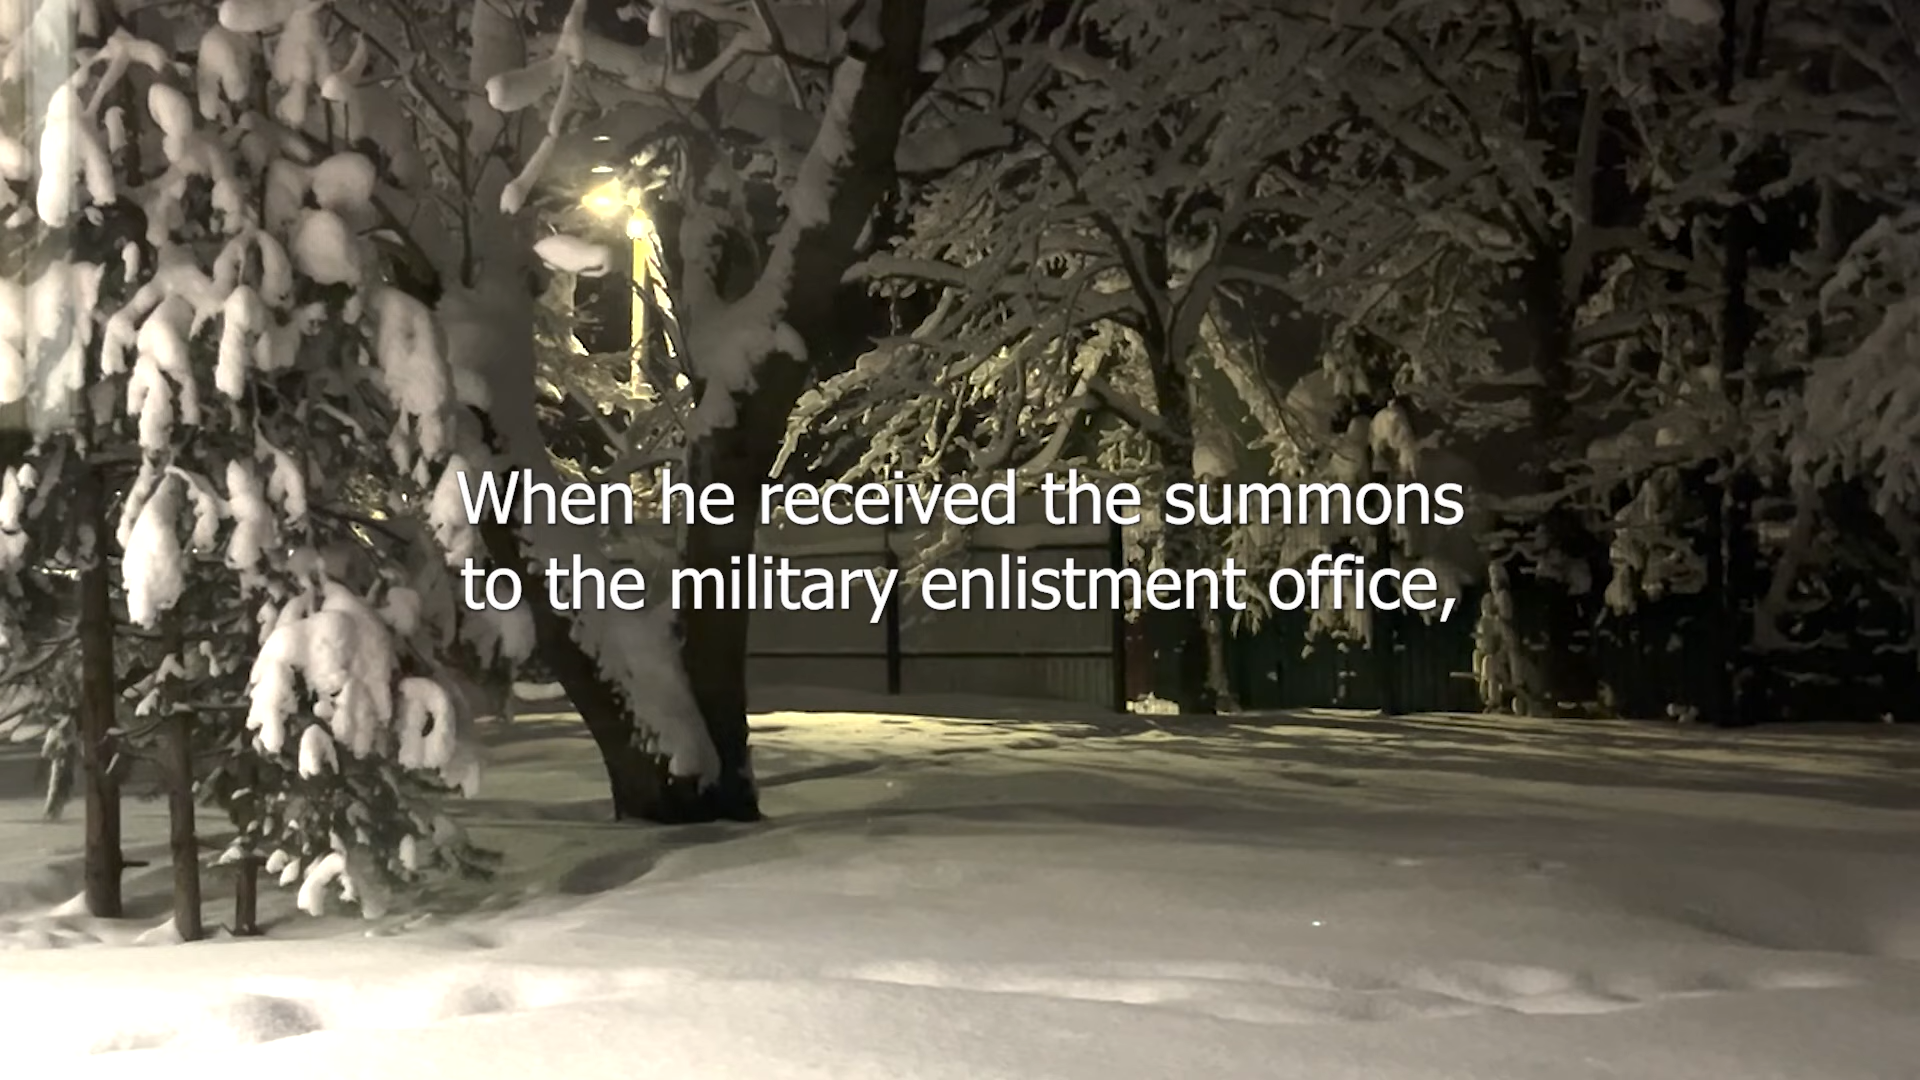 When he received the summons
to the military enlistment office,